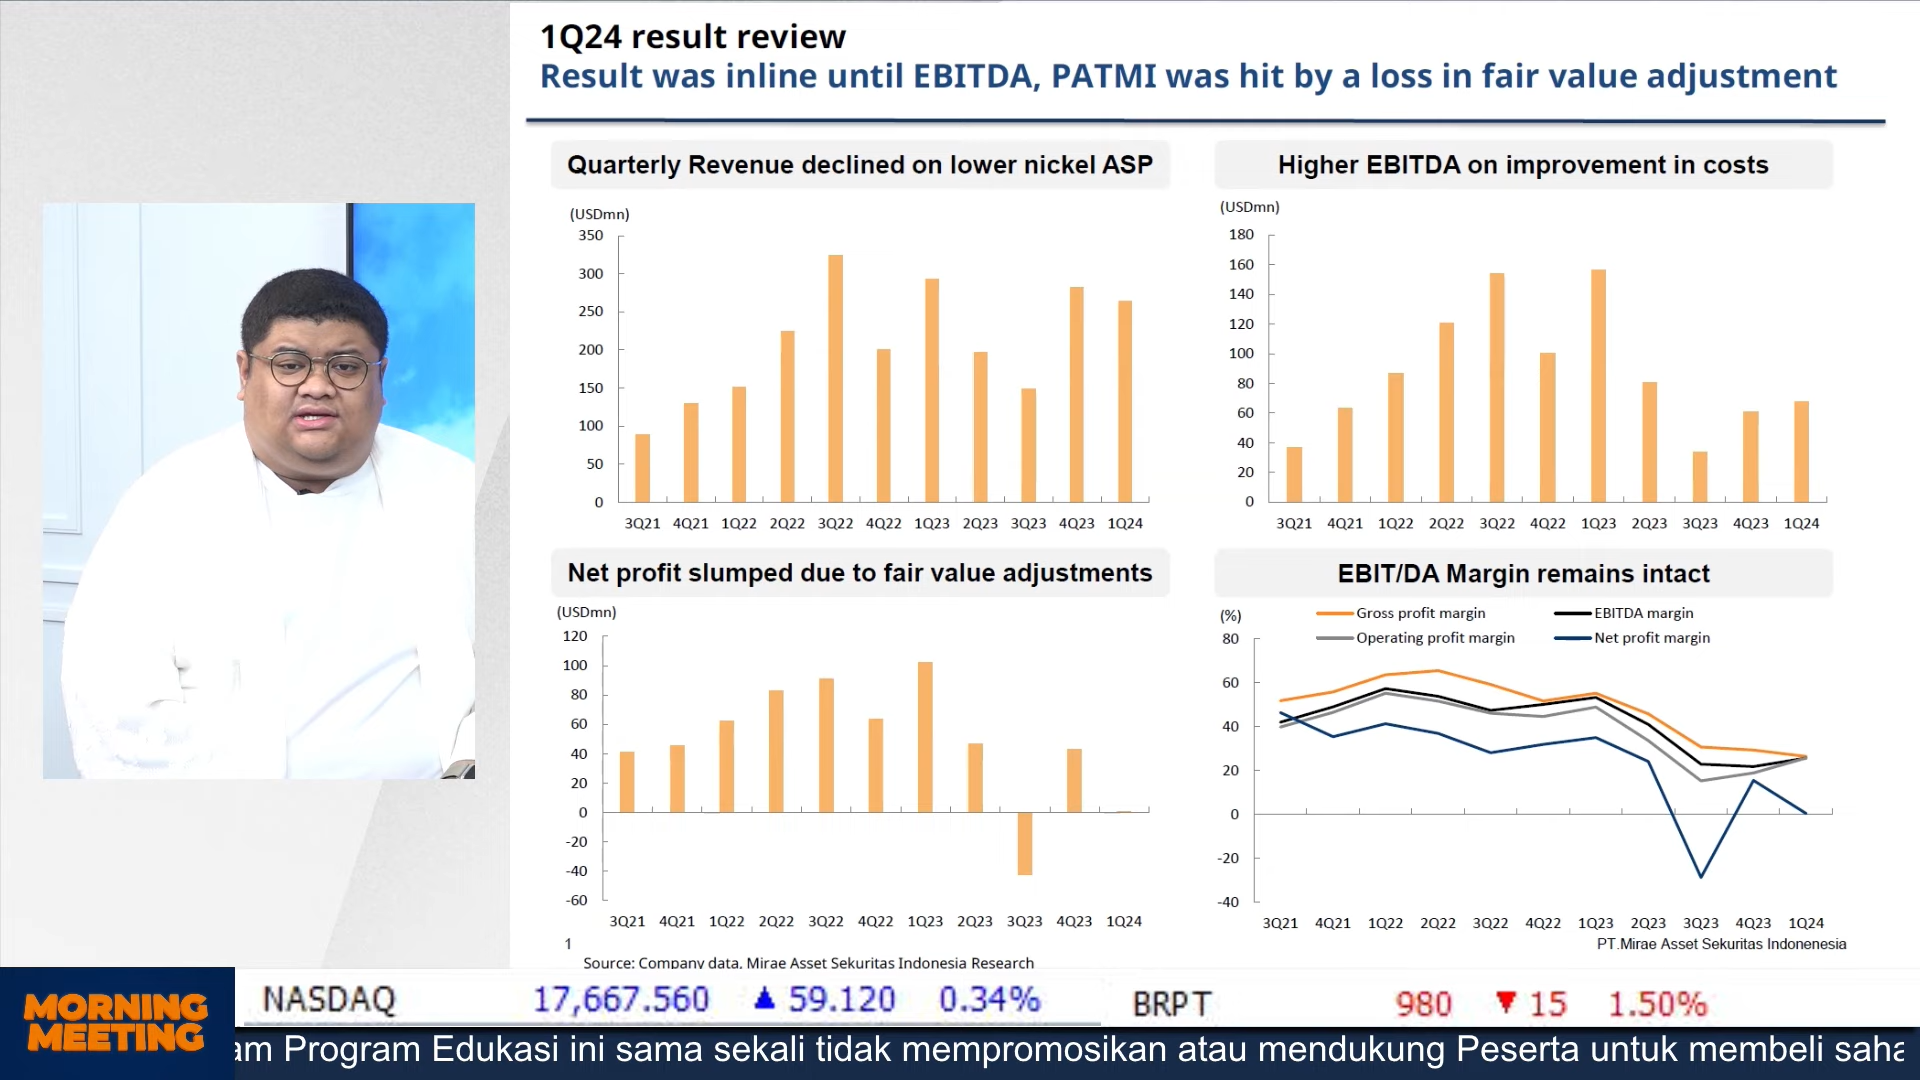 1Q24 result review
Result was inline until EBITDA, PATMI was hit by a loss in fair value adjustment
Quarterly Revenue declined on lower nickel ASP
(USDmn)
350
300
250
200
150
100
50
0
3Q21 4Q21 1Q22 2Q22 3Q22 4Q22 1Q23 2Q23 3Q23 4Q23 1Q24
Higher EBITDA on improvement in costs
(USDmn)
180
160
140
120
100
80
60
40
20
0
3Q21 4Q21 1Q22 2Q22 3Q22 4Q22 1Q23 2Q23 3Q23 4Q23 1Q24
Net profit slumped due to fair value adjustments
(USDmn)
120
100
80
60
40
20
0
-20
-40
-60
3Q21 4Q21 1Q22 2Q22 3Q22 4Q22 1Q23 2Q23 3Q23 4Q23 1Q24
EBIT/DA Margin remains intact
(%)
Gross profit margin EBITDA margin
Operating profit margin Net profit margin
80
60
40
20
0
-20
-40
3Q21 4Q21 1Q22 2Q22 3Q22 4Q22 1Q23 2Q23 3Q23 4Q23 1Q24
PT.Mirae Asset Sekuritas Indonenesia
1
Source: Company data, Mirae Asset Sekuritas Indonesia Research
MORNING
MEETING
NASDAQ 17,667.560 ▲ 59.120 0.34% BRPT 980 ▼ 15 1.50%
am Program Edukasi ini sama sekali tidak mempromosikan atau mendukung Peserta untuk membeli saha